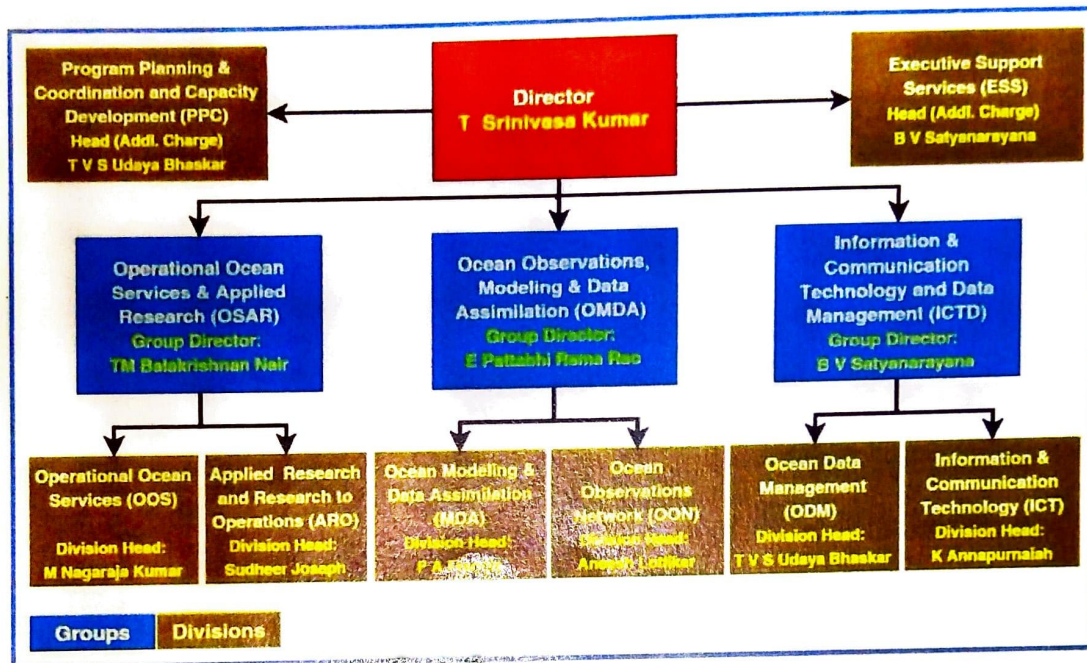 Program Planning &
Coordination and Capacity
Development (PPC)
Head (Addl. Charge)
T V S Udaya Bhaskar
Director
T Srinivasa Kumar
Executive Support
Services (ESS)
Head (Addl. Charge)
B V Satyanarayana
Operational Ocean
Services & Applied
Research (OSAR)
Group Director:
TM Balakrishnan Nair
Ocean Observations,
Modeling & Data
Assimilation (OMDA)
Group Director:
E Pattabhi Rama Rao
Information &
Communication
Technology and Data
Management (ICTD)
Group Director:
B V Satyanarayana
Operational Ocean
Services (OOS)
Division Head:
M Nagaraja Kumar
Applied Research
and Research to
Operations (ARO)
Division Head:
Sudheer Joseph
Ocean Modeling &
Data Assimilation
(MDA)
Division Head:
P A
Ocean
Observations
Network (OON)
Division Head:
Ocean Data
Management
(ODM)
Division Head:
T V S Udaya Bhaskar
Information &
Communication
Technology (ICT)
Division Head:
K Annapurnaiah
Groups
Divisions